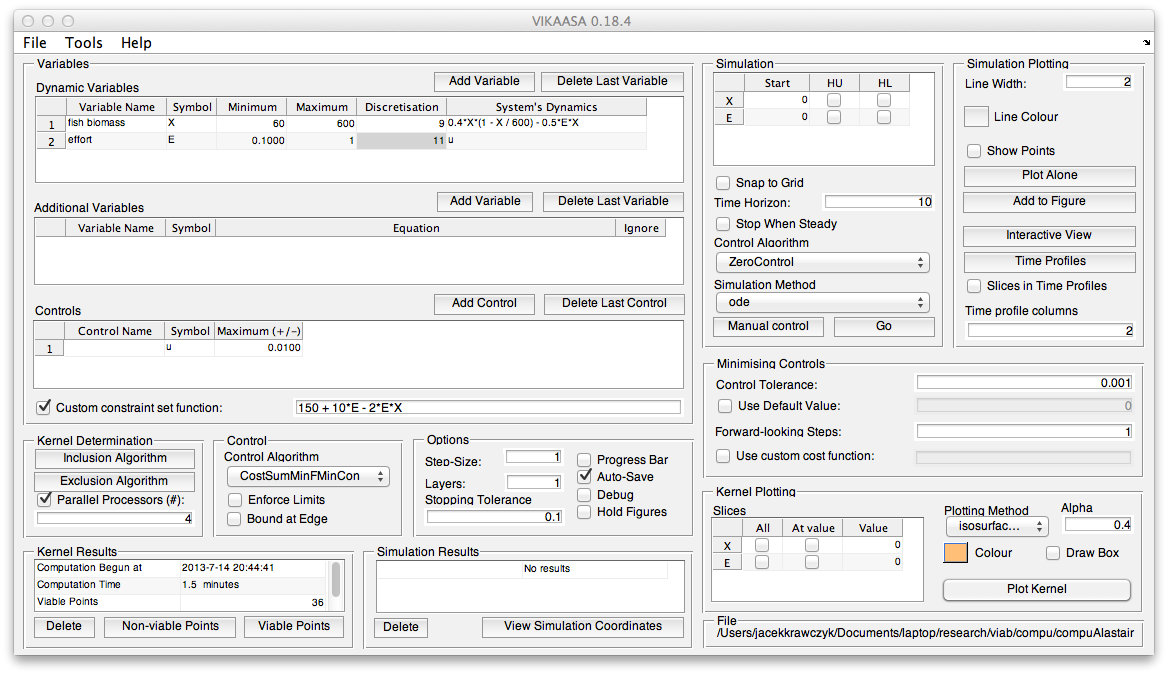 VIKAASA 0.18.4
File Tools Help
Variables
Dynamic Variables
Add Variable
Delete Last Variable
Variable Name Symbol Minimum Maximum Discretisation System's Dynamics
1 fish biomass X 60 600 9 0.4*X*(1 - X / 600) - 0.5*E*X
2 effort E 0.1000 1 11 u
Additional Variables
Add Variable
Delete Last Variable
Variable Name Symbol Equation Ignore
Controls
Add Control
Delete Last Control
Control Name Symbol Maximum (+/-)
1 u 0.0100
Custom constraint set function: 150 + 10*E - 2*E*X
Kernel Determination
Inclusion Algorithm
Exclusion Algorithm
Parallel Processors (#):
4
Control
Control Algorithm
CostSumMinFMinCon
Enforce Limits
Bound at Edge
Options
Step-Size: 1
Layers: 1
Stopping Tolerance
0.1
Progress Bar
Auto-Save
Debug
Hold Figures
Kernel Results
Computation Begun at 2013-7-14 20:44:41
Computation Time 1.5 minutes
Viable Points 36
Delete
Non-viable Points
Viable Points
Simulation Results
No results
Delete
View Simulation Coordinates
Simulation
Start HU HL
X 0
E 0
Snap to Grid
Time Horizon: 10
Stop When Steady
Control Algorithm
ZeroControl
Simulation Method
ode
Manual control
Go
Simulation Plotting
Line Width: 2
Line Colour
Show Points
Plot Alone
Add to Figure
Interactive View
Time Profiles
Slices in Time Profiles
Time profile columns
2
Minimising Controls
Control Tolerance: 0.001
Use Default Value: 0
Forward-looking Steps: 1
Use custom cost function:
Kernel Plotting
Slices
All At value Value
X 0
E 0
Plotting Method
isosurfac...
Alpha
0.4
Colour
Draw Box
Plot Kernel
File
/Users/jacekkrawczyk/Documents/laptop/research/viab/compu/compuAlastair